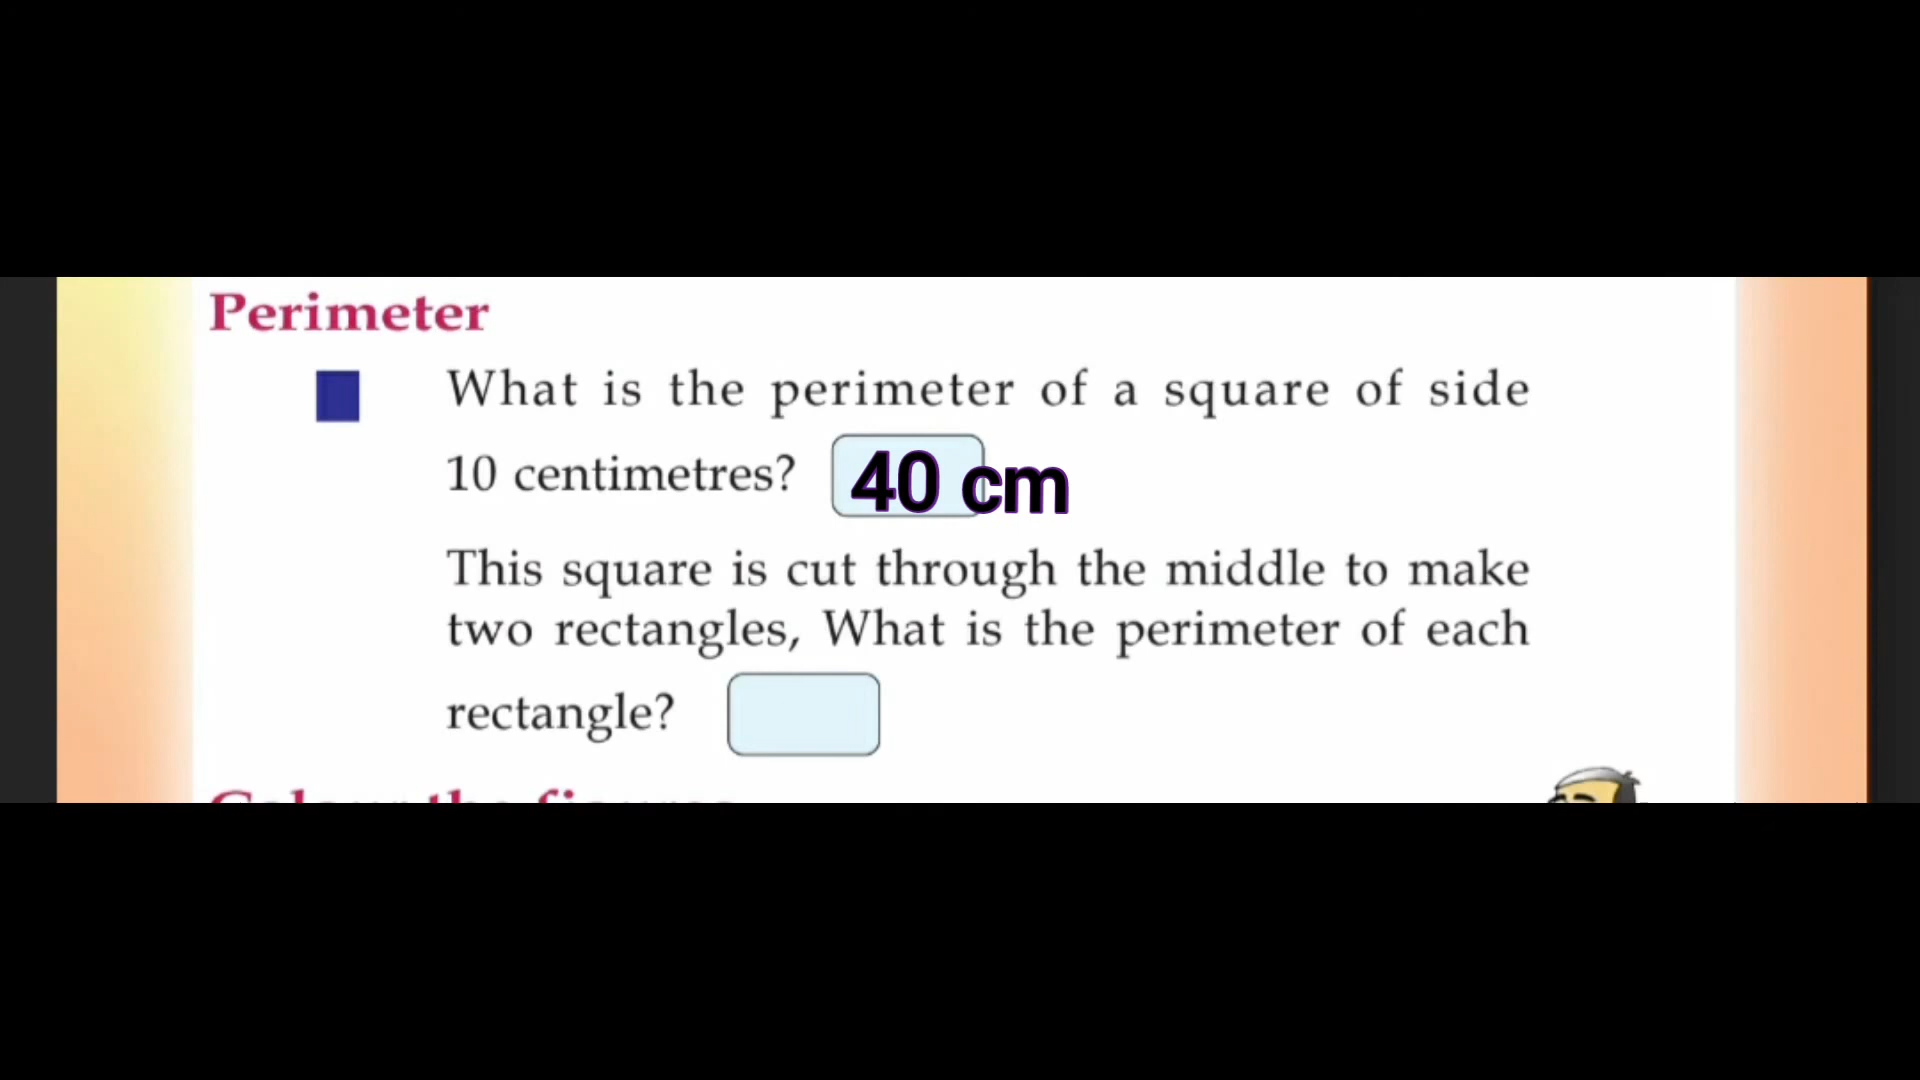 Perimeter
What is the perimeter of a square of side
10 centimetres? 40 cm
This square is cut through the middle to make
two rectangles, What is the perimeter of each
rectangle?